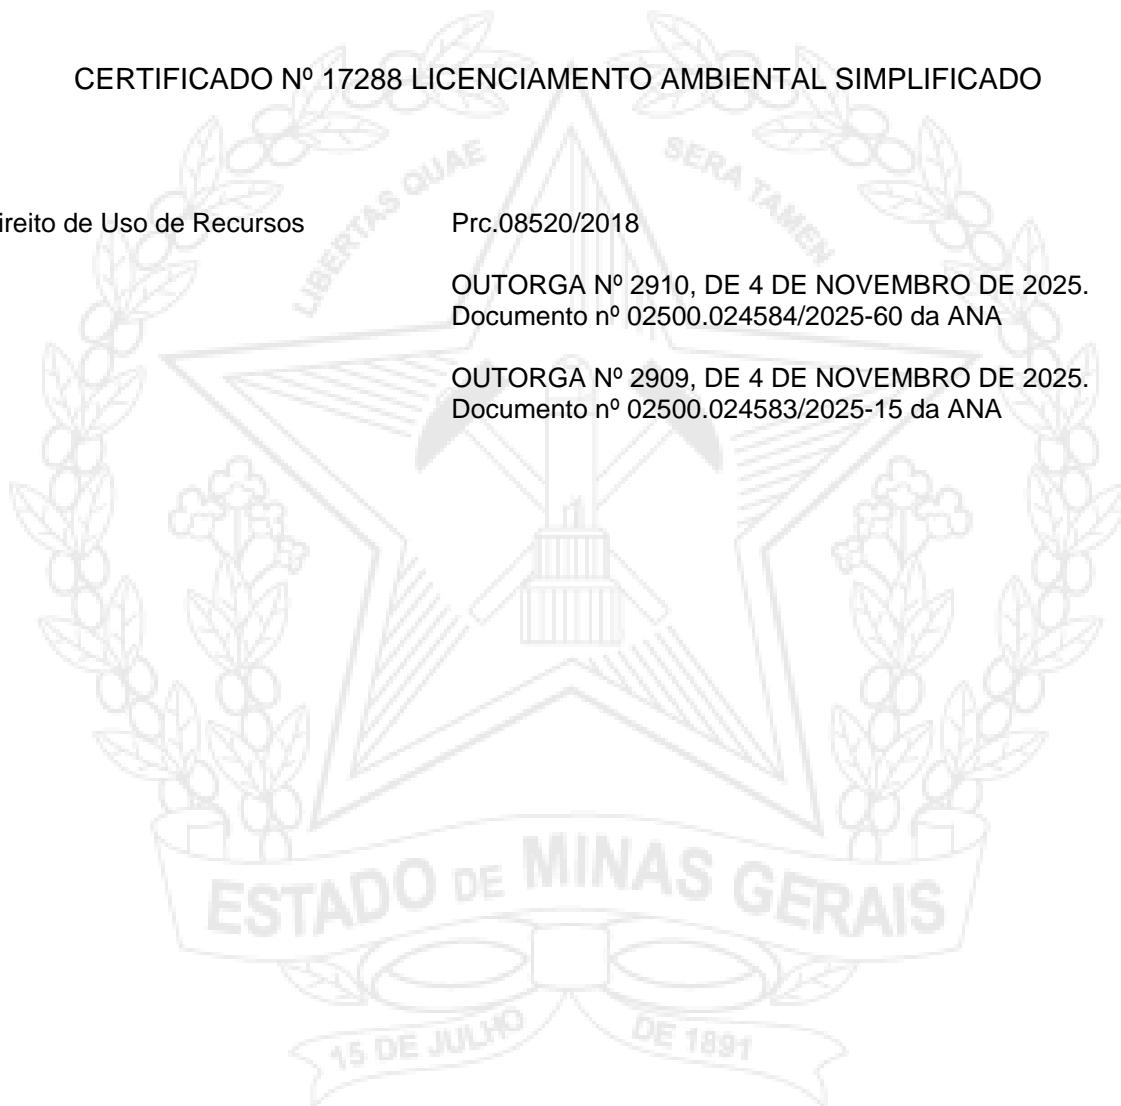 CERTIFICADO Nº 17288 LICENCIAMENTO AMBIENTAL SIMPLIFICADO
LIBERTAS QUAE SERA TAMEN
ireito de Uso de Recursos Prc.08520/2018
OUTORGA Nº 2910, DE 4 DE NOVEMBRO DE 2025.
Documento nº 02500.024584/2025-60 da ANA
OUTORGA Nº 2909, DE 4 DE NOVEMBRO DE 2025.
Documento nº 02500.024583/2025-15 da ANA
ESTADO DE MINAS GERAIS
15 DE JULHO DE 1891